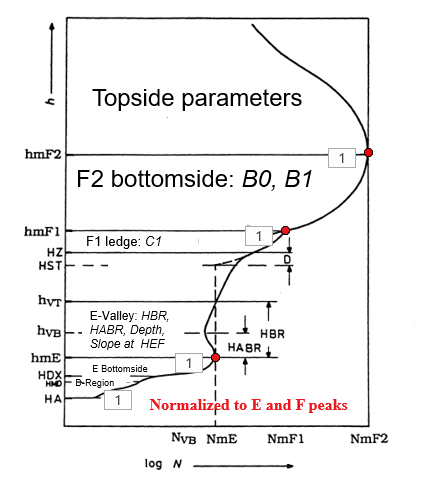 h
Topside parameters
hmF2
1
F2 bottomside: B0, B1
hmF1
1
F1 ledge: C1
HZ
D
HST
hVT
E-Valley: HBR,
HABR, Depth,
Slope at HEF
hVB
HBR
HABR
hmE
1
E Bottomside
HDX
HMD
D-Region
HA
1
Normalized to E and F peaks
NVB NmE NmF1 NmF2
log N